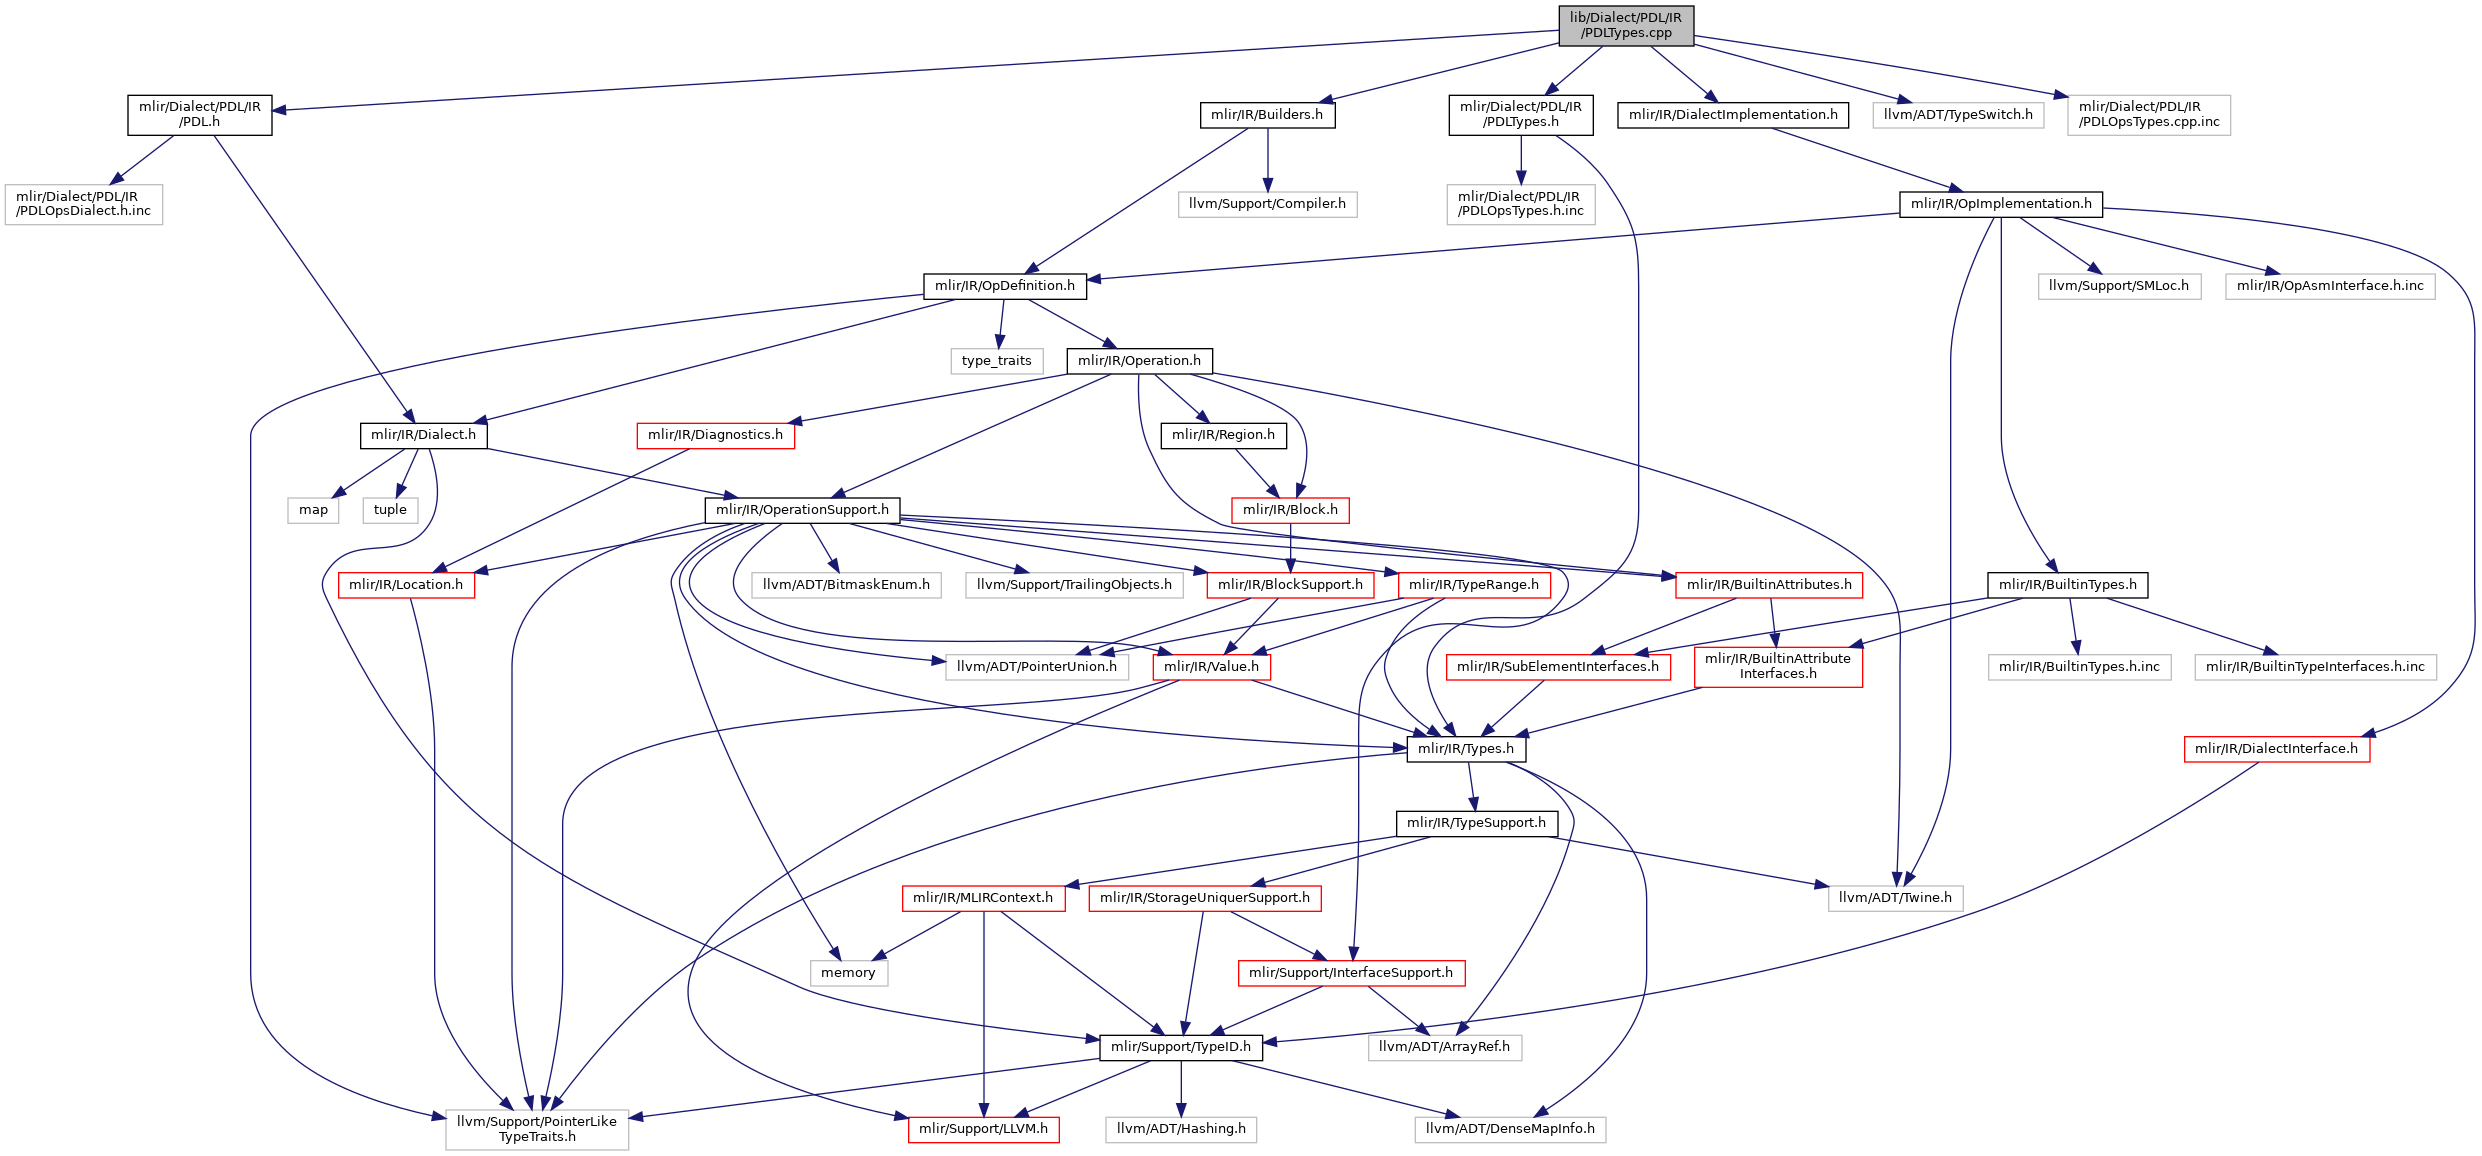 lib/Dialect/PDL/IR
/PDLTypes.cpp
mlir/Dialect/PDL/IR
/PDL.h
mlir/IR/Builders.h
mlir/Dialect/PDL/IR
/PDLTypes.h
mlir/IR/DialectImplementation.h
llvm/ADT/TypeSwitch.h
mlir/Dialect/PDL/IR
/PDLOpsTypes.cpp.inc
mlir/Dialect/PDL/IR
/PDLOpsDialect.h.inc
llvm/Support/Compiler.h
mlir/Dialect/PDL/IR
/PDLOpsTypes.h.inc
mlir/IR/OpImplementation.h
mlir/IR/OpDefinition.h
llvm/Support/SMLoc.h
mlir/IR/OpAsmInterface.h.inc
type_traits
mlir/IR/Operation.h
mlir/IR/Dialect.h
mlir/IR/Diagnostics.h
mlir/IR/Region.h
map
tuple
mlir/IR/OperationSupport.h
mlir/IR/Block.h
mlir/IR/Location.h
llvm/ADT/BitmaskEnum.h
llvm/Support/TrailingObjects.h
mlir/IR/BlockSupport.h
mlir/IR/TypeRange.h
mlir/IR/BuiltinAttributes.h
mlir/IR/BuiltinTypes.h
llvm/ADT/PointerUnion.h
mlir/IR/Value.h
mlir/IR/SubElementInterfaces.h
mlir/IR/BuiltinAttribute
Interfaces.h
mlir/IR/BuiltinTypes.h.inc
mlir/IR/BuiltinTypeInterfaces.h.inc
mlir/IR/Types.h
mlir/IR/DialectInterface.h
mlir/IR/TypeSupport.h
mlir/IR/MLIRContext.h
mlir/IR/StorageUniquerSupport.h
llvm/ADT/Twine.h
memory
mlir/Support/InterfaceSupport.h
mlir/Support/TypeID.h
llvm/ADT/ArrayRef.h
llvm/Support/PointerLike
TypeTraits.h
mlir/Support/LLVM.h
llvm/ADT/Hashing.h
llvm/ADT/DenseMapInfo.h